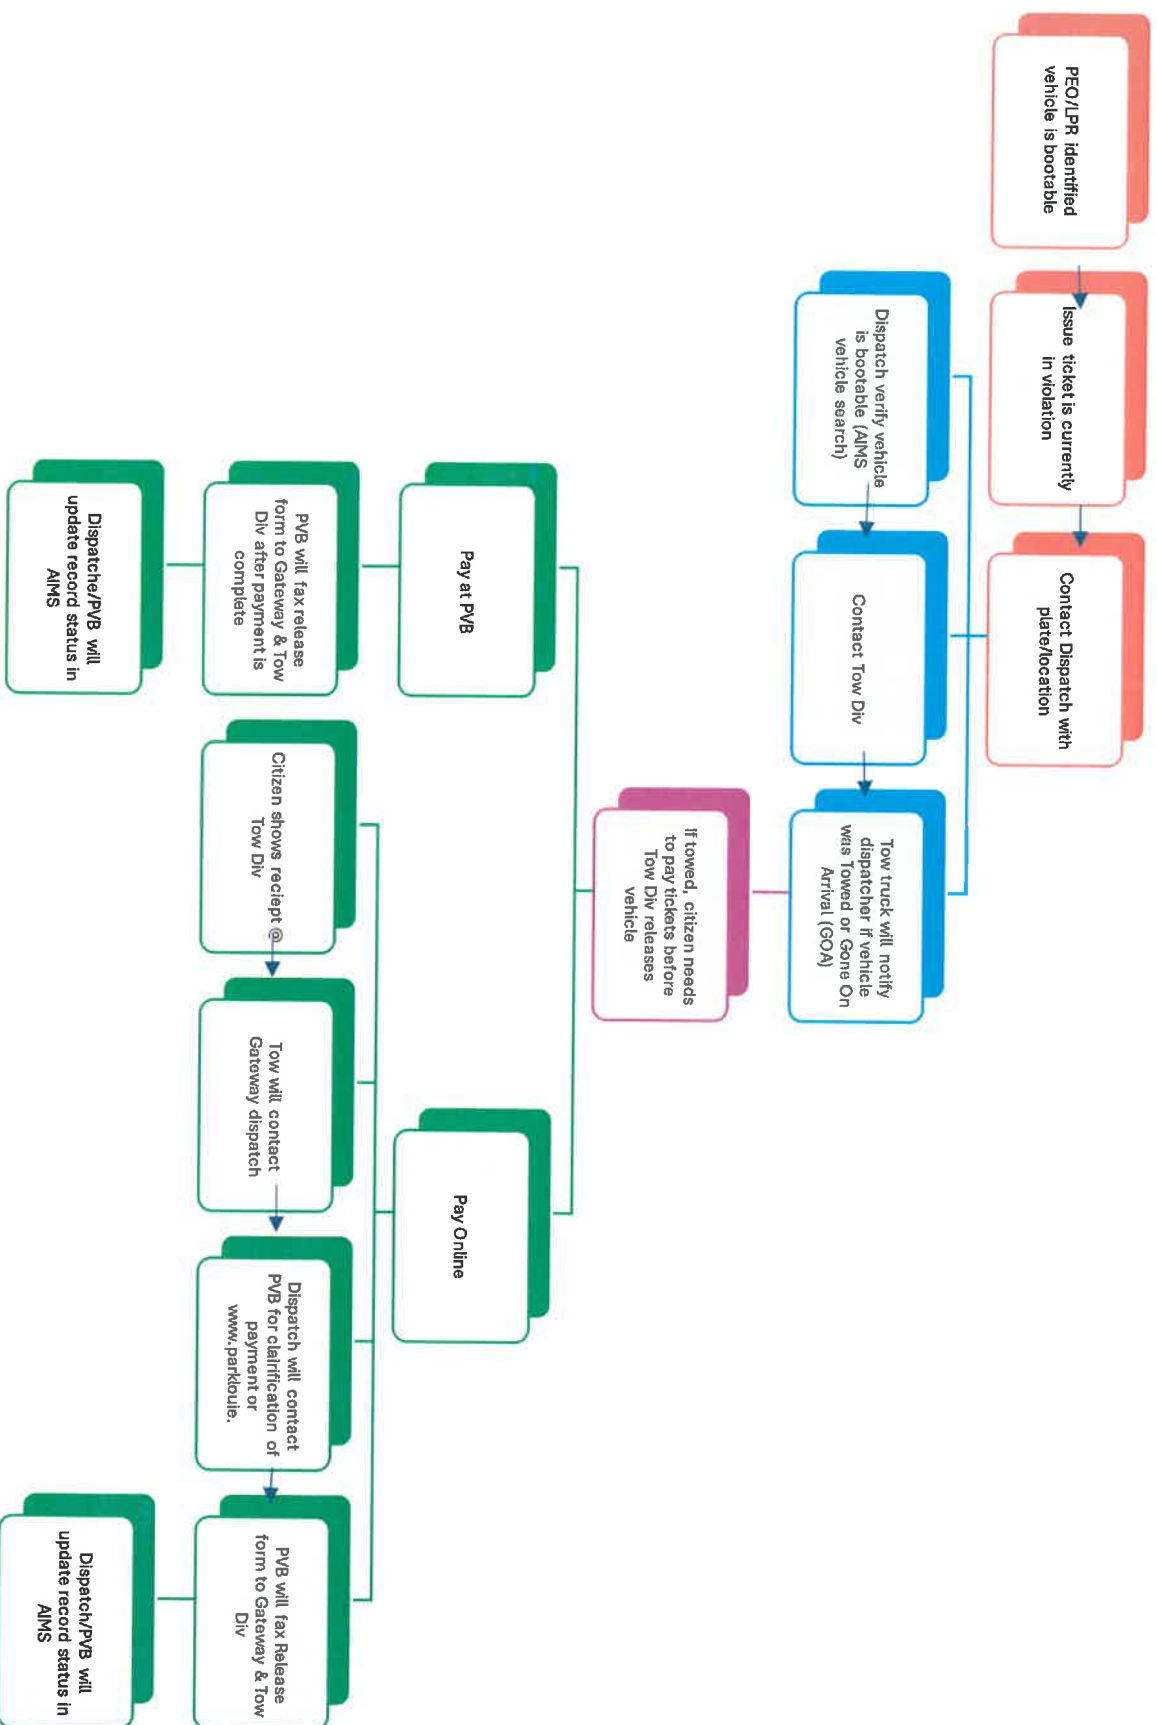 PEO/LPR identified
vehicle is bootable
Issue ticket is currently
in violation
Contact Dispatch with
plate/location
Dispatch verify vehicle
is bootable (AIMS
vehicle search)
Contact Tow Div
Tow truck will notify
dispatcher if vehicle
was Towed or Gone On
Arrival (GOA)
If towed, citizen needs
to pay tickets before
Tow Div releases
vehicle
Pay at PVB
PVB will fax release
form to Gateway & Tow
Div after payment is
complete
Dispatche/PVB will
update record status in
AIMS
Pay Online
Citizen shows reciept @
Tow Div
Tow will contact
Gateway dispatch
Dispatch will contact
PVB for clairification of
payment or
www.parklouie.
PVB will fax Release
form to Gateway & Tow
Div
Dispatch/PVB will
update record status in
AIMS